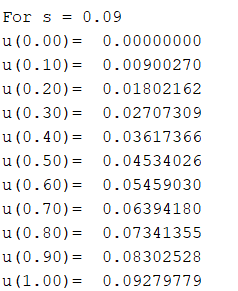 For s = 0.09
u(0.00)=  0.00000000
u(0.10)=  0.00900270
u(0.20)=  0.01802162
u(0.30)=  0.02707309
u(0.40)=  0.03617366
u(0.50)=  0.04534026
u(0.60)=  0.05459030
u(0.70)=  0.06394180
u(0.80)=  0.07341355
u(0.90)=  0.08302528
u(1.00)=  0.09279779